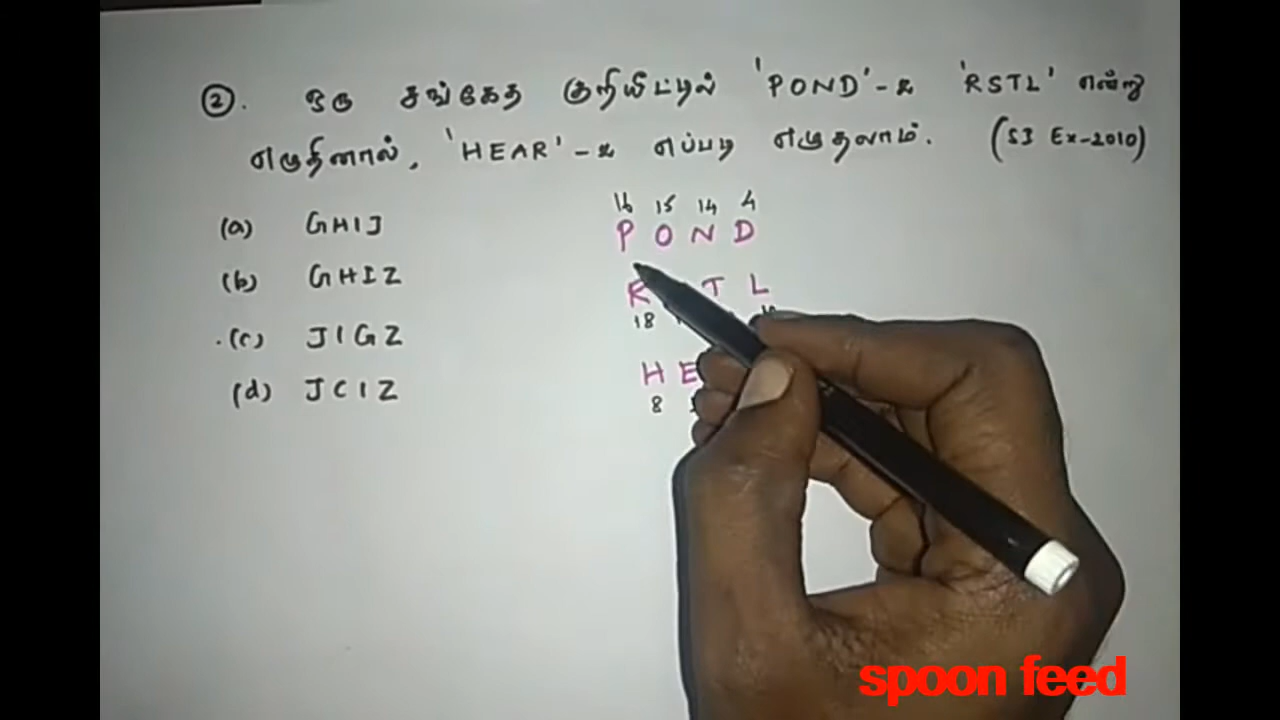 ②. ஒரு சங்கேத குறியீட்டில் 'POND'-ஐ 'RSTL' என்று
எழுதினால், 'HEAR'-ஐ எப்படி எழுதலாம். (SI Ex-2010)
(a) GHIJ
(b) GHIZ
(c) JIGZ
(d) JCIZ
16 15 14 4
P O N D
R T L
18
H E
8
spoon feed